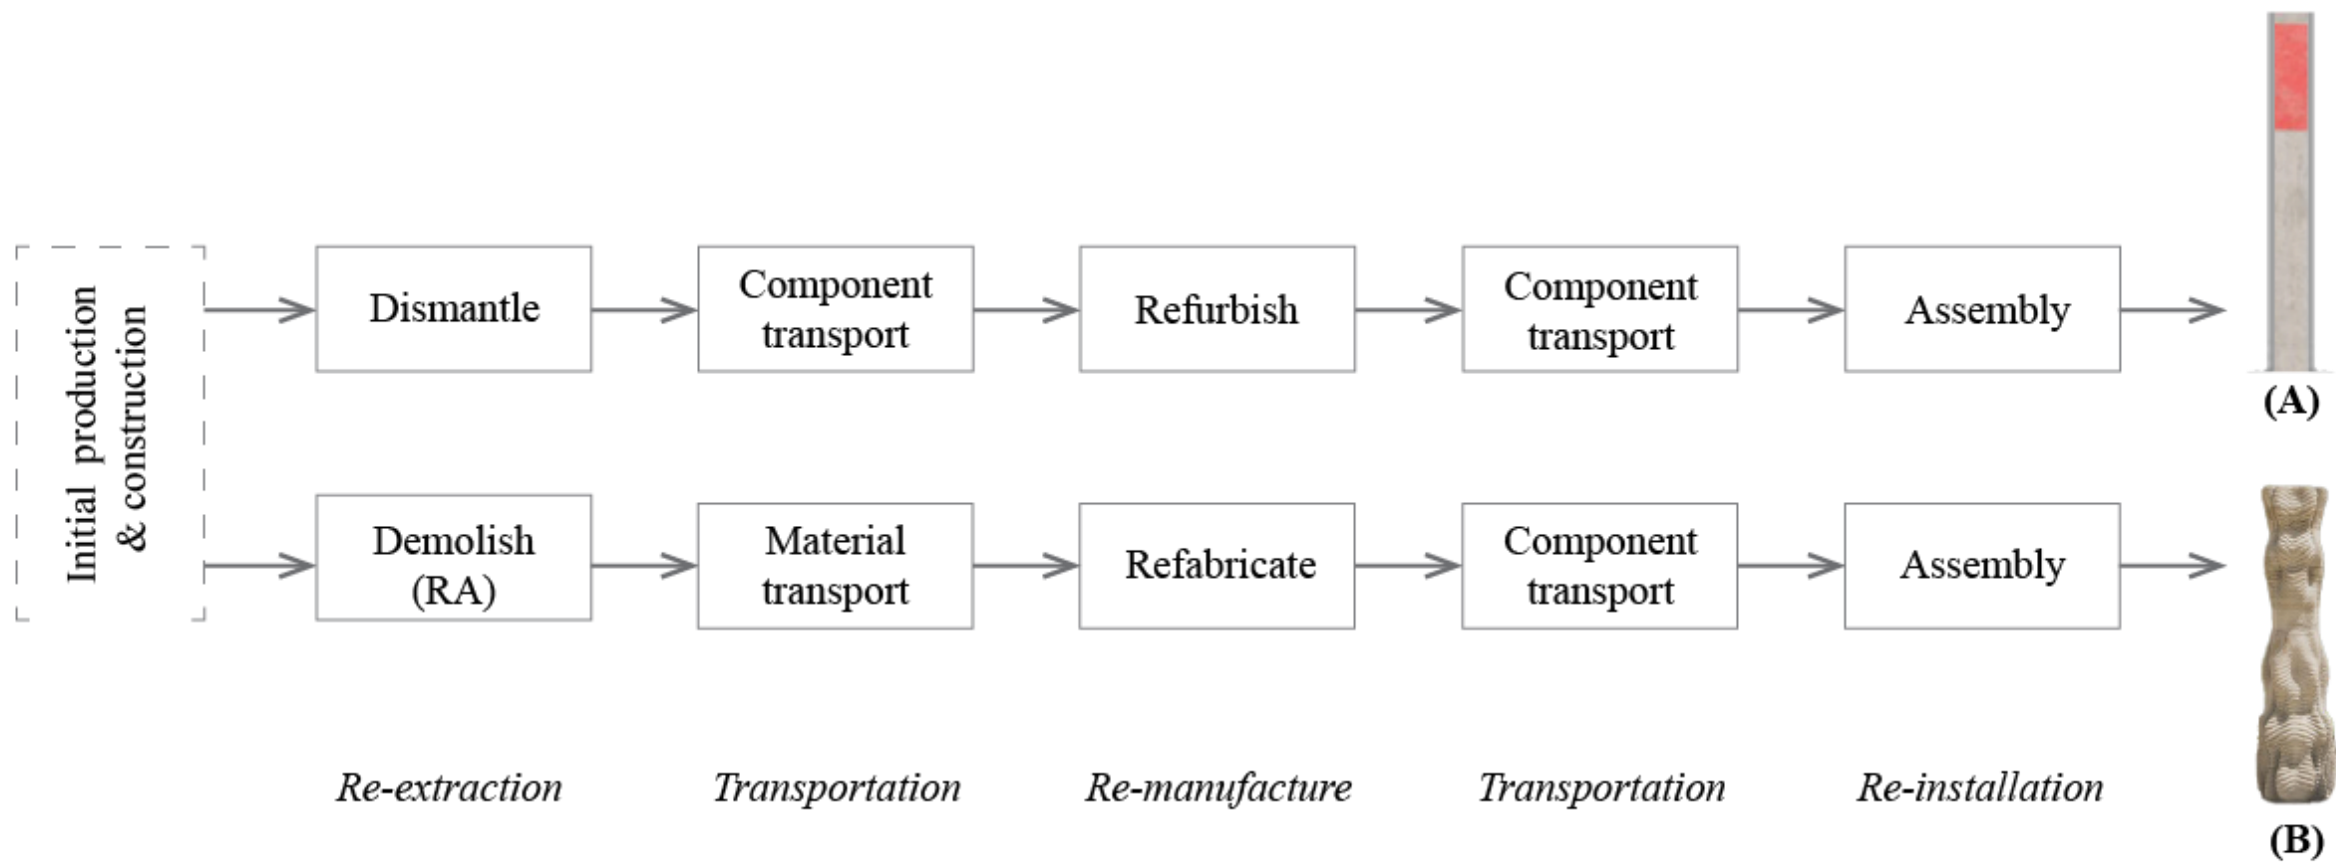 Initial production
& construction
Dismantle
Component
transport
Refurbish
Component
transport
Assembly
(A)
Demolish
(RA)
Material
transport
Refabricate
Component
transport
Assembly
(B)
Re-extraction
Transportation
Re-manufacture
Transportation
Re-installation